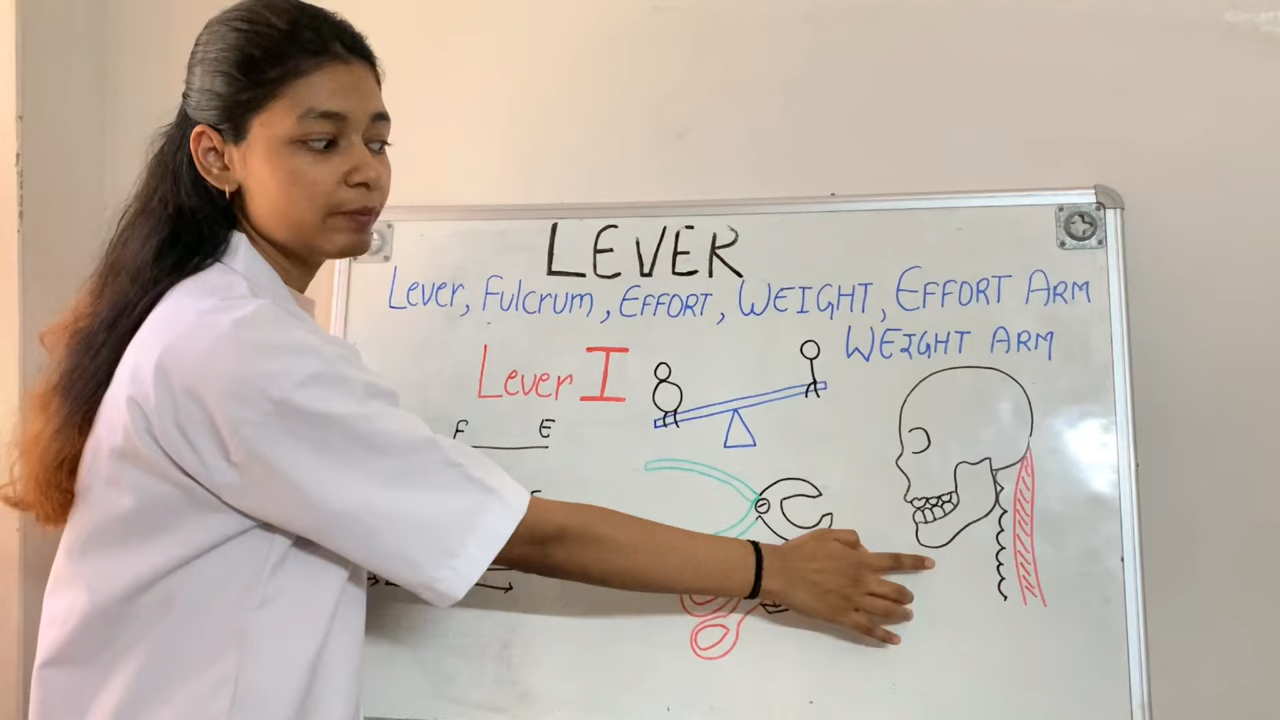 LEVER
Lever, Fulcrum, EFFORT, WEIGHT, EFFORT ARM
WEIGHT ARM
Lever I
F E